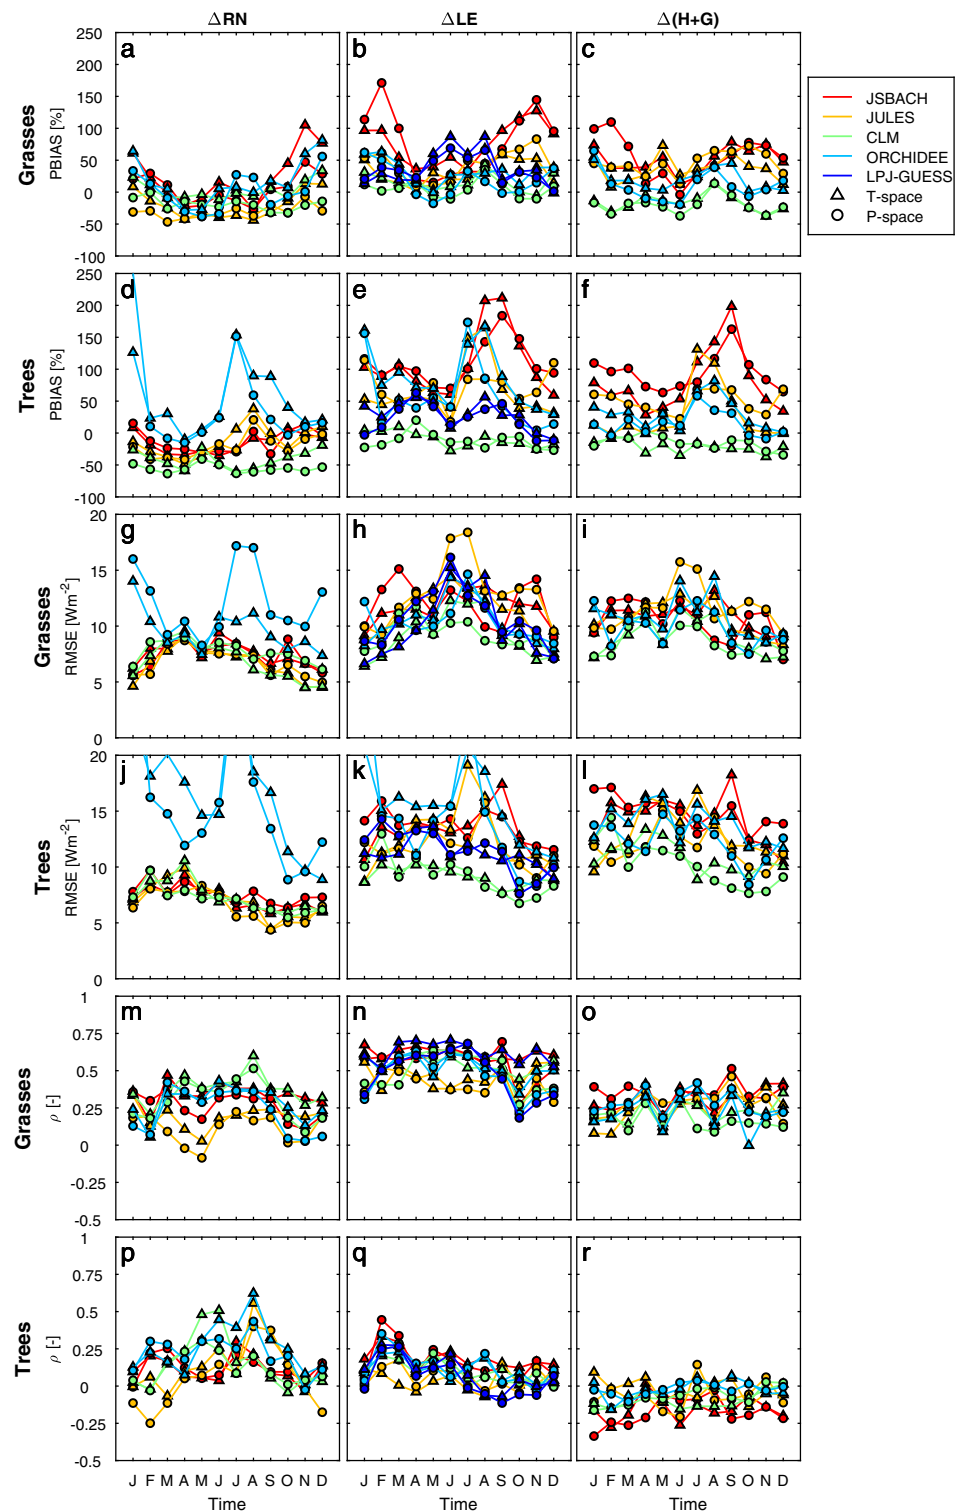 ΔRN ΔLE Δ(H+G)
a b c
Grasses
PBIAS [%]
250
200
150
100
50
0
-50
-100
JSBACH
JULES
CLM
ORCHIDEE
LPJ-GUESS
T-space
P-space
d e f
Trees
PBIAS [%]
250
200
150
100
50
0
-50
-100
g h i
Grasses
RMSE [Wm-2]
20
15
10
5
0
j k l
Trees
RMSE [Wm-2]
20
15
10
5
0
m n o
Grasses
ρ [-]
1
0.75
0.5
0.25
0
-0.25
-0.5
p q r
Trees
ρ [-]
1
0.75
0.5
0.25
0
-0.25
-0.5
J F M A M J J A S O N D J F M A M J J A S O N D J F M A M J J A S O N D
Time Time Time